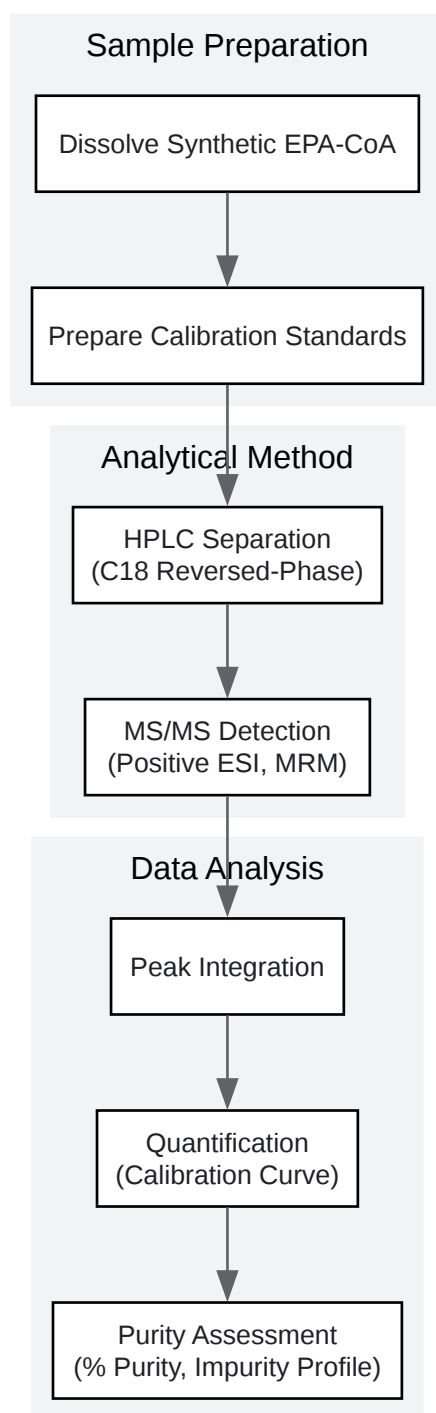 Sample Preparation
Dissolve Synthetic EPA-CoA
Prepare Calibration Standards
Analytical Method
HPLC Separation
(C18 Reversed-Phase)
MS/MS Detection
(Positive ESI, MRM)
Data Analysis
Peak Integration
Quantification
(Calibration Curve)
Purity Assessment
(% Purity, Impurity Profile)